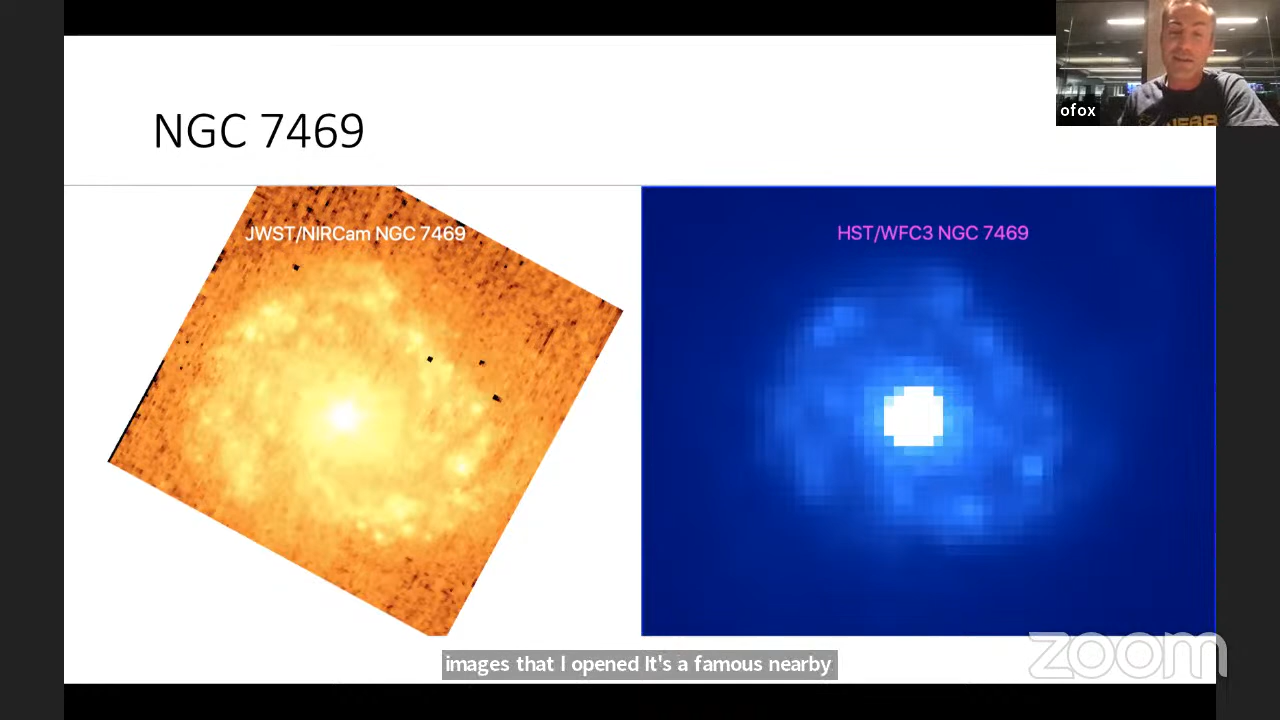 ofox
NGC 7469
JWST/NIRCam NGC 7469
HST/WFC3 NGC 7469
images that I opened It's a famous nearby
zoom